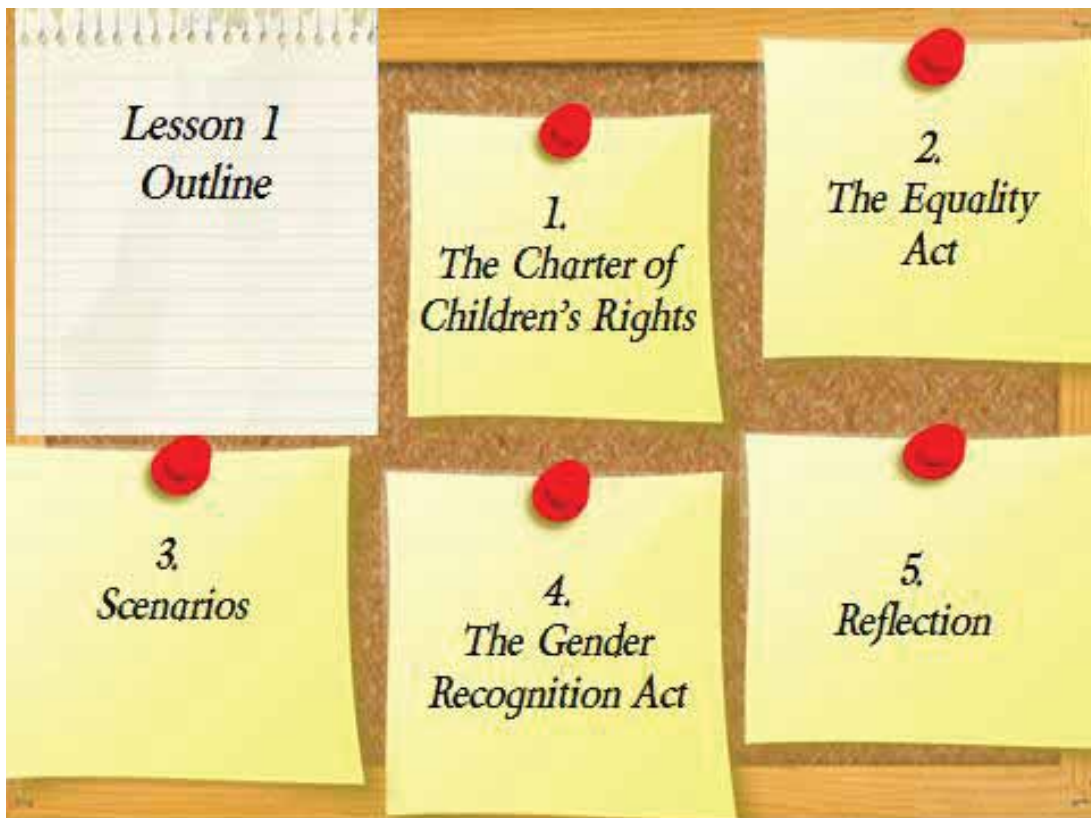 Lesson 1
Outline
1.
The Charter of
Children's Rights
2.
The Equality
Act
3.
Scenarios
4.
The Gender
Recognition Act
5.
Reflection